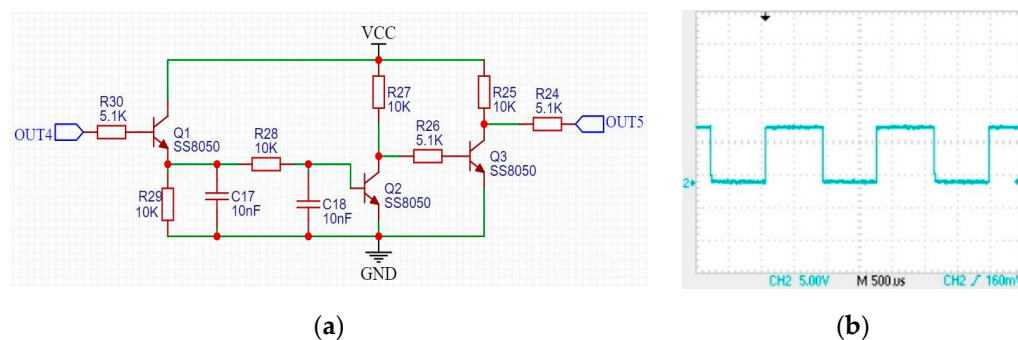 VCC
R30
5.1K
OUT4
Q1
SS8050
R28
10K
R29
10K
C17
10nF
C18
10nF
R27
10K
R26
5.1K
Q2
SS8050
R25
10K
R24
5.1K
OUT5
Q3
SS8050
GND
2
CH2 5.00V M 500us CH2 / 160mV
(a) (b)